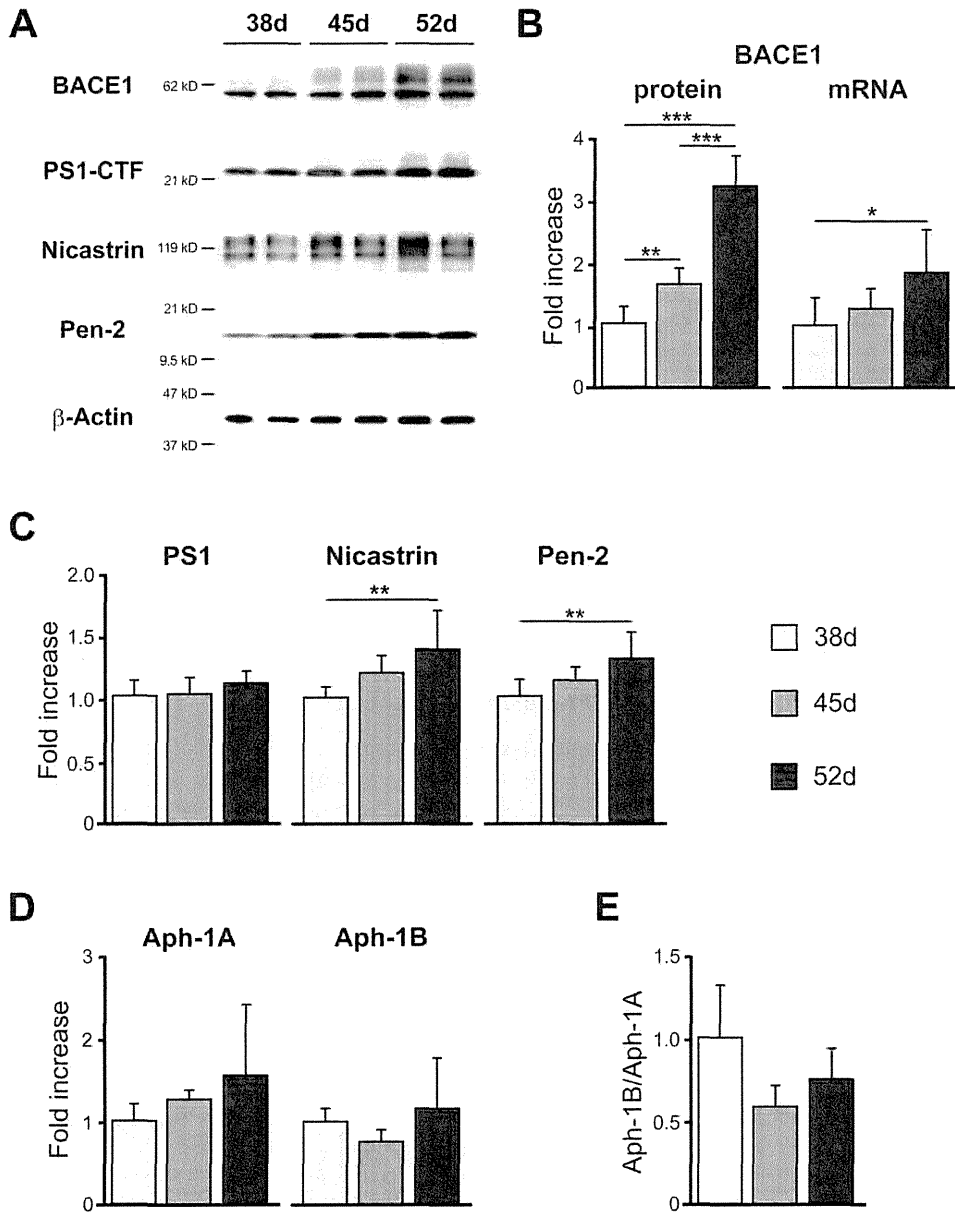 A
38d 45d 52d
BACE1
62 kD
PS1-CTF
21 kD
Nicastrin
119 kD
21 kD
Pen-2
9.5 kD
47 kD
β-Actin
37 kD
B
BACE1
protein mRNA
Fold increase
4
3
2
1
0
***
***
**
*
C
PS1 Nicastrin Pen-2
Fold increase
2.0
1.5
1.0
0.5
0
**
**
38d
45d
52d
D
Aph-1A Aph-1B
Fold increase
3
2
1
0
E
Aph-1B/Aph-1A
1.5
1.0
0.5
0